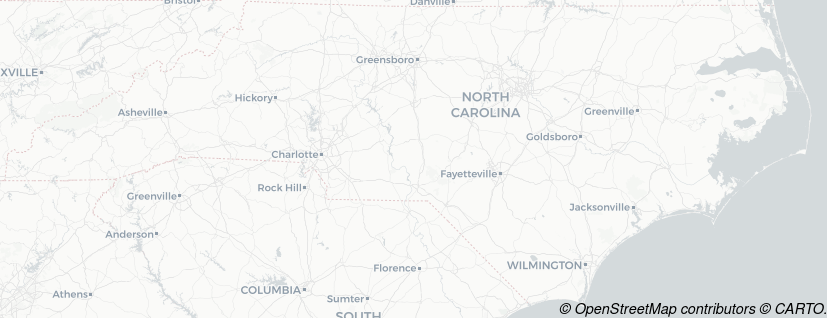 Bristol
Danville
Greensboro
XVILLE
NORTH
CAROLINA
Hickory
Asheville
Greenville
Goldsboro
Charlotte
Fayetteville
Rock Hill
Greenville
Jacksonville
Anderson
Florence
WILMINGTON
COLUMBIA
Athens
Sumter
SOUTH
© OpenStreetMap contributors © CARTO.